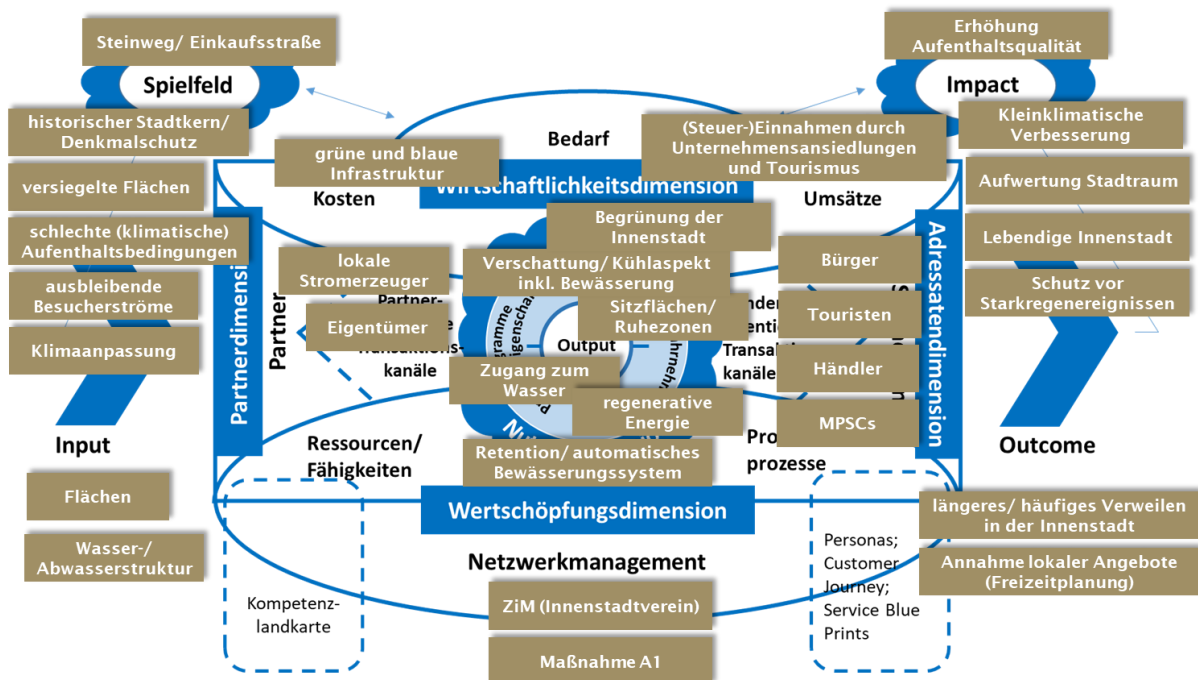 Steinweg/ Einkaufsstraße
Spielfeld
historischer Stadtkern/
Denkmalschutz
versiegelte Flächen
schlechte (klimatische)
Aufenthaltsbedingungen
ausbleibende
Besucherströme
Klimaanpassung
Input
Flächen
Wasser-/
Abwasserstruktur
Bedarf
grüne und blaue
Infrastruktur
(Steuer-)Einnahmen durch
Unternehmensansiedlungen
und Tourismus
Wirtschaftlichkeitsdimension
Kosten
Umsätze
Partnerdimensi
Partner
lokale
Stromerzeuger
Partner-
Eigentümer
kanäle
Begrünung der
Innenstadt
Verschattung/ Kühlaspekt
inkl. Bewässerung
Sitzflächen/
Ruhezonen
Output
Zugang zum
Wasser
regenerative
Energie
Retention/ automatisches
Bewässerungssystem
kanäle
Bürger
Touristen
Händler
MPSCs
Adressatendimension
Ressourcen/
Fähigkeiten
prozesse
Wertschöpfungsdimension
Netzwerkmanagement
ZiM (Innenstadtverein)
Maßnahme A1
Kompetenz-
landkarte
Personas;
Customer
Journey;
Service Blue
Prints
Erhöhung
Aufenthaltsqualität
Impact
Kleinklimatische
Verbesserung
Aufwertung Stadtraum
Lebendige Innenstadt
Schutz vor
Starkregenereignissen
Outcome
längeres/ häufiges Verweilen
in der Innenstadt
Annahme lokaler Angebote
(Freizeitplanung)